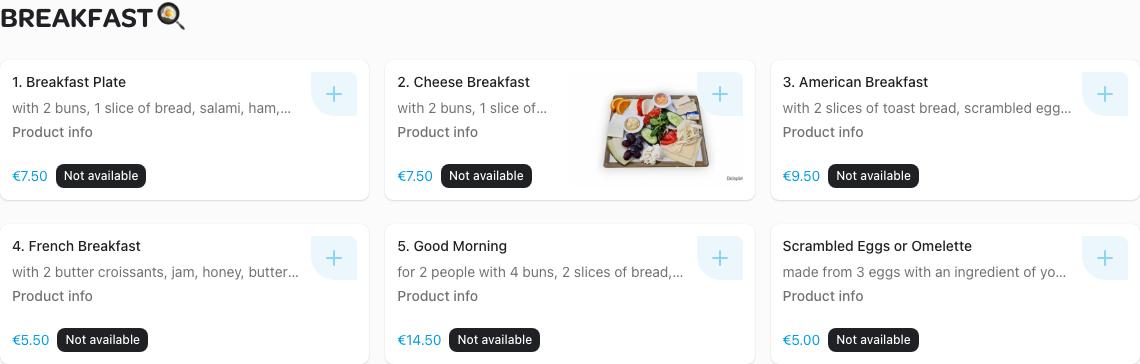 BREAKFAST
1. Breakfast Plate
with 2 buns, 1 slice of bread, salami, ham,...
Product info
€7.50 Not available
2. Cheese Breakfast
with 2 buns, 1 slice of...
Product info
€7.50 Not available
Beispiel
3. American Breakfast
with 2 slices of toast bread, scrambled egg...
Product info
€9.50 Not available
4. French Breakfast
with 2 butter croissants, jam, honey, butter...
Product info
€5.50 Not available
5. Good Morning
for 2 people with 4 buns, 2 slices of bread,...
Product info
€14.50 Not available
Scrambled Eggs or Omelette
made from 3 eggs with an ingredient of yo...
Product info
€5.00 Not available